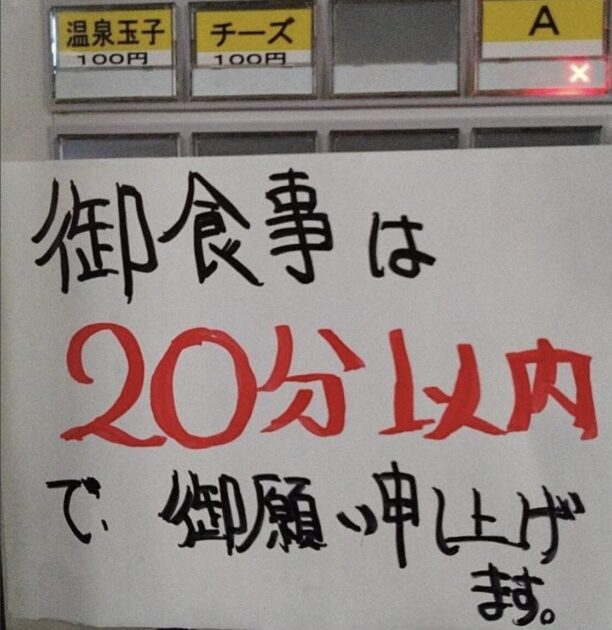 温泉玉子 チーズ A
100円 100円 ×
御食事は
20分以内
で御願い申し上げ
ます。